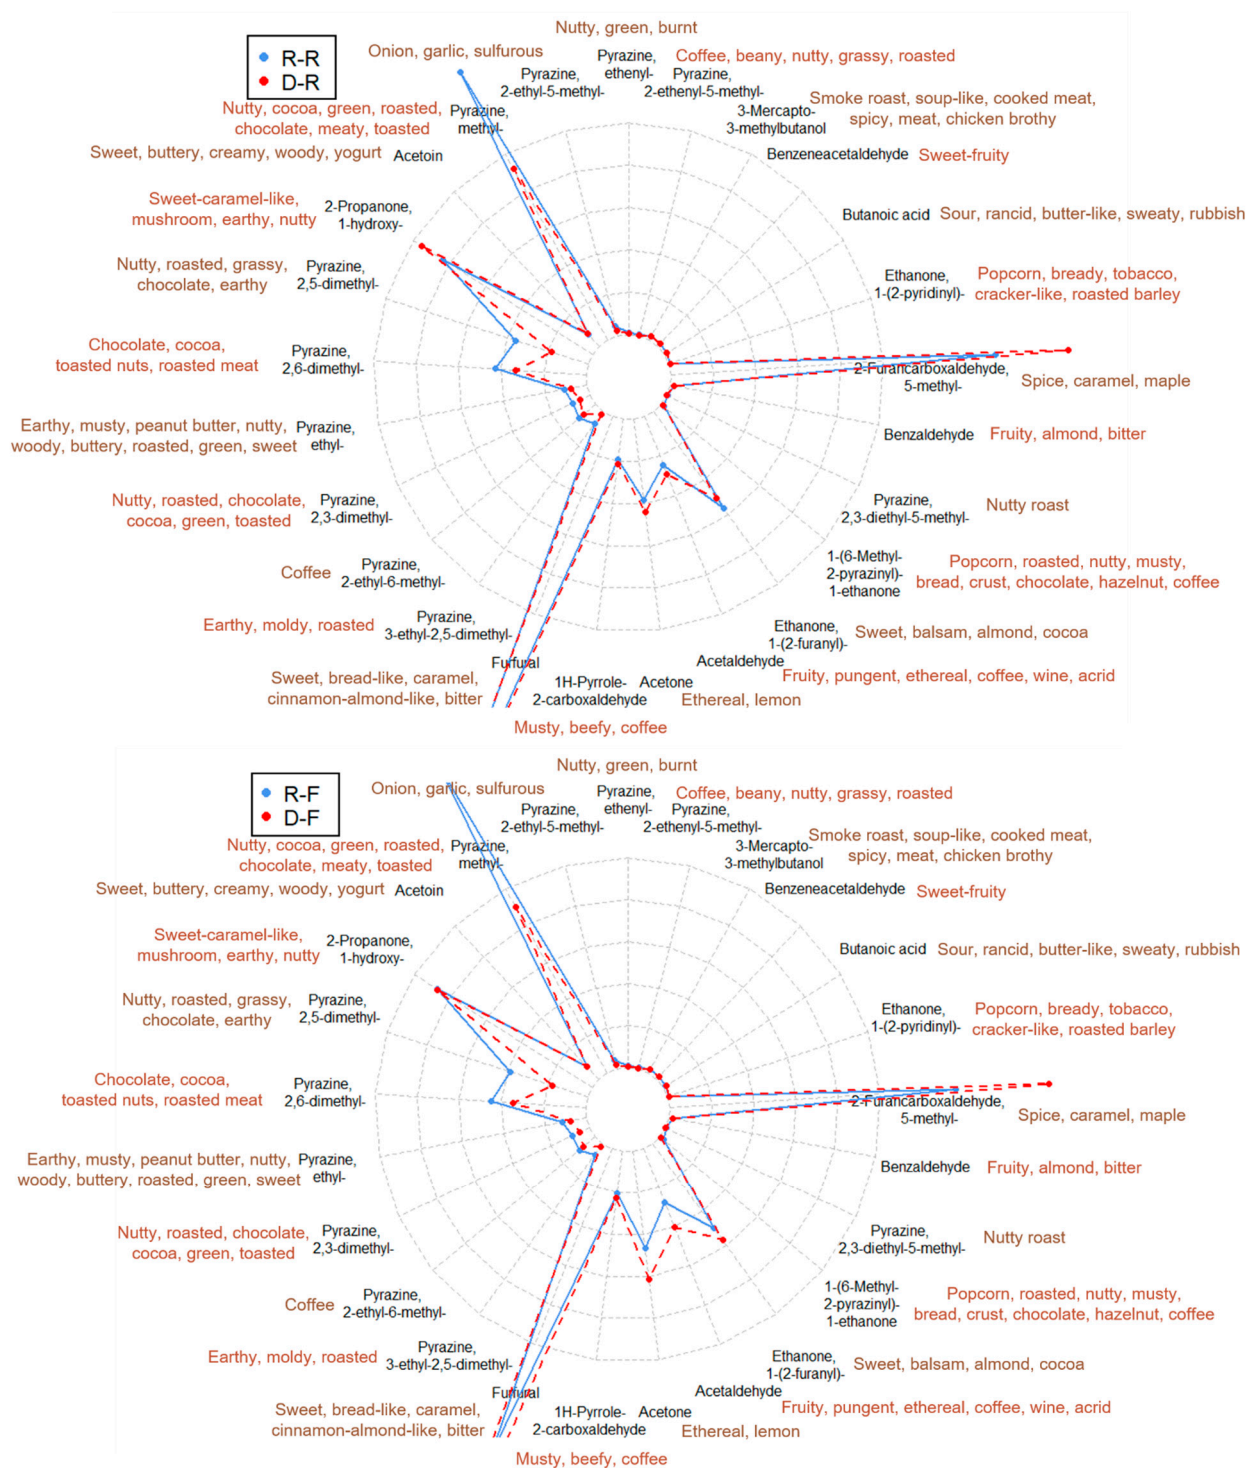 Nutty, green, burnt
R-R
D-R
Onion, garlic, sulfurous
Pyrazine,
2-ethyl-5-methyl-
Pyrazine,
ethenyl-
Coffee, beany, nutty, grassy, roasted
Pyrazine,
2-ethenyl-5-methyl-
Nutty, cocoa, green, roasted,
chocolate, meaty, toasted
Pyrazine,
methyl-
3-Mercapto-
3-methylbutanol
Smoke roast, soup-like, cooked meat,
spicy, meat, chicken brothy
Sweet, buttery, creamy, woody, yogurt
Acetoin
Benzeneacetaldehyde
Sweet-fruity
Sweet-caramel-like,
mushroom, earthy, nutty
2-Propanone,
1-hydroxy-
Butanoic acid
Sour, rancid, butter-like, sweaty, rubbish
Nutty, roasted, grassy,
chocolate, earthy
Pyrazine,
2,5-dimethyl-
Ethanone,
1-(2-pyridinyl)-
Popcorn, bready, tobacco,
cracker-like, roasted barley
Chocolate, cocoa,
toasted nuts, roasted meat
Pyrazine,
2,6-dimethyl-
2-Furancarboxaldehyde,
5-methyl-
Spice, caramel, maple
Earthy, musty, peanut butter, nutty,
woody, buttery, roasted, green, sweet
Pyrazine,
ethyl-
Benzaldehyde
Fruity, almond, bitter
Nutty, roasted, chocolate,
cocoa, green, toasted
Pyrazine,
2,3-dimethyl-
Pyrazine,
2,3-diethyl-5-methyl-
Nutty roast
Coffee
Pyrazine,
2-ethyl-6-methyl-
1-(6-Methyl-
2-pyrazinyl)-
1-ethanone
Popcorn, roasted, nutty, musty,
bread, crust, chocolate, hazelnut, coffee
Earthy, moldy, roasted
Pyrazine,
3-ethyl-2,5-dimethyl-
Ethanone,
1-(2-furanyl)-
Sweet, balsam, almond, cocoa
Sweet, bread-like, caramel,
cinnamon-almond-like, bitter
Furfural
1H-Pyrrole-
2-carboxaldehyde
Acetone
Acetaldehyde
Fruity, pungent, ethereal, coffee, wine, acrid
Ethereal, lemon
Musty, beefy, coffee
Nutty, green, burnt
R-F
D-F
Onion, garlic, sulfurous
Pyrazine,
2-ethyl-5-methyl-
Pyrazine,
ethenyl-
Coffee, beany, nutty, grassy, roasted
Pyrazine,
2-ethenyl-5-methyl-
Nutty, cocoa, green, roasted,
chocolate, meaty, toasted
Pyrazine,
methyl-
3-Mercapto-
3-methylbutanol
Smoke roast, soup-like, cooked meat,
spicy, meat, chicken brothy
Sweet, buttery, creamy, woody, yogurt
Acetoin
Benzeneacetaldehyde
Sweet-fruity
Sweet-caramel-like,
mushroom, earthy, nutty
2-Propanone,
1-hydroxy-
Butanoic acid
Sour, rancid, butter-like, sweaty, rubbish
Nutty, roasted, grassy,
chocolate, earthy
Pyrazine,
2,5-dimethyl-
Ethanone,
1-(2-pyridinyl)-
Popcorn, bready, tobacco,
cracker-like, roasted barley
Chocolate, cocoa,
toasted nuts, roasted meat
Pyrazine,
2,6-dimethyl-
2-Furancarboxaldehyde,
5-methyl-
Spice, caramel, maple
Earthy, musty, peanut butter, nutty,
woody, buttery, roasted, green, sweet
Pyrazine,
ethyl-
Benzaldehyde
Fruity, almond, bitter
Nutty, roasted, chocolate,
cocoa, green, toasted
Pyrazine,
2,3-dimethyl-
Pyrazine,
2,3-diethyl-5-methyl-
Nutty roast
Coffee
Pyrazine,
2-ethyl-6-methyl-
1-(6-Methyl-
2-pyrazinyl)-
1-ethanone
Popcorn, roasted, nutty, musty,
bread, crust, chocolate, hazelnut, coffee
Earthy, moldy, roasted
Pyrazine,
3-ethyl-2,5-dimethyl-
Ethanone,
1-(2-furanyl)-
Sweet, balsam, almond, cocoa
Sweet, bread-like, caramel,
cinnamon-almond-like, bitter
Furfural
1H-Pyrrole-
2-carboxaldehyde
Acetone
Acetaldehyde
Fruity, pungent, ethereal, coffee, wine, acrid
Ethereal, lemon
Musty, beefy, coffee